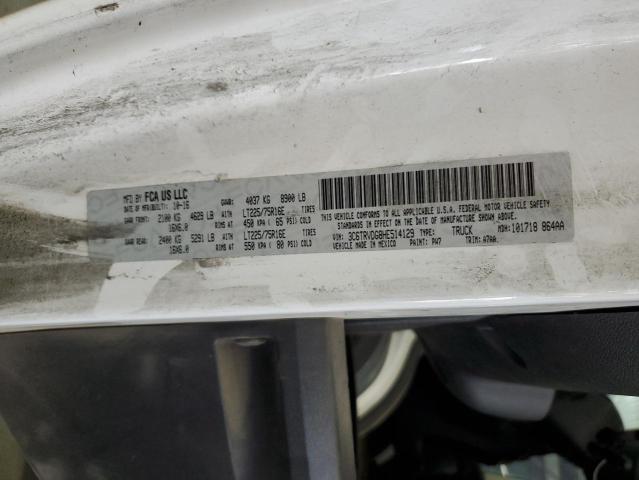 MFD BY FCA US LLC
DATE OF MFR/BUILT: 10-16 GVWR: 4037 KG 8900 LB
GAWR FRONT: 2100 KG 4629 LB WITH LT225/75R16E TIRES
16X6.0 RIMS AT 450 KPA ( 65 PSI) COLD
GAWR REAR: 2400 KG 5291 LB WITH LT225/75R16E TIRES
16X6.0 RIMS AT 550 KPA ( 80 PSI) COLD
THIS VEHICLE CONFORMS TO ALL APPLICABLE U.S.A. FEDERAL MOTOR VEHICLE SAFETY
STANDARDS IN EFFECT ON THE DATE OF MANUFACTURE SHOWN ABOVE.
VIN: 3C6TRVDG8HE514129 TYPE: TRUCK MDH: 101718 864AA
VEHICLE MADE IN MEXICO PAINT: PW7 TRIM: A7AA